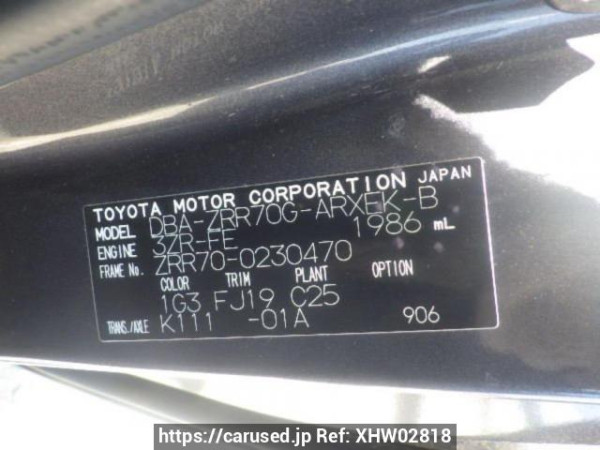 TOYOTA MOTOR CORPORATION JAPAN
MODEL DBA-ZRR70G-ARXEK-B
ENGINE 3ZR-FE 1986 mL
FRAME No. ZRR70-0230470
COLOR TRIM PLANT OPTION
1G3 FJ19 C25
TRANS./AXLE K111 -01A 906
https://carused.jp Ref: XHW02818